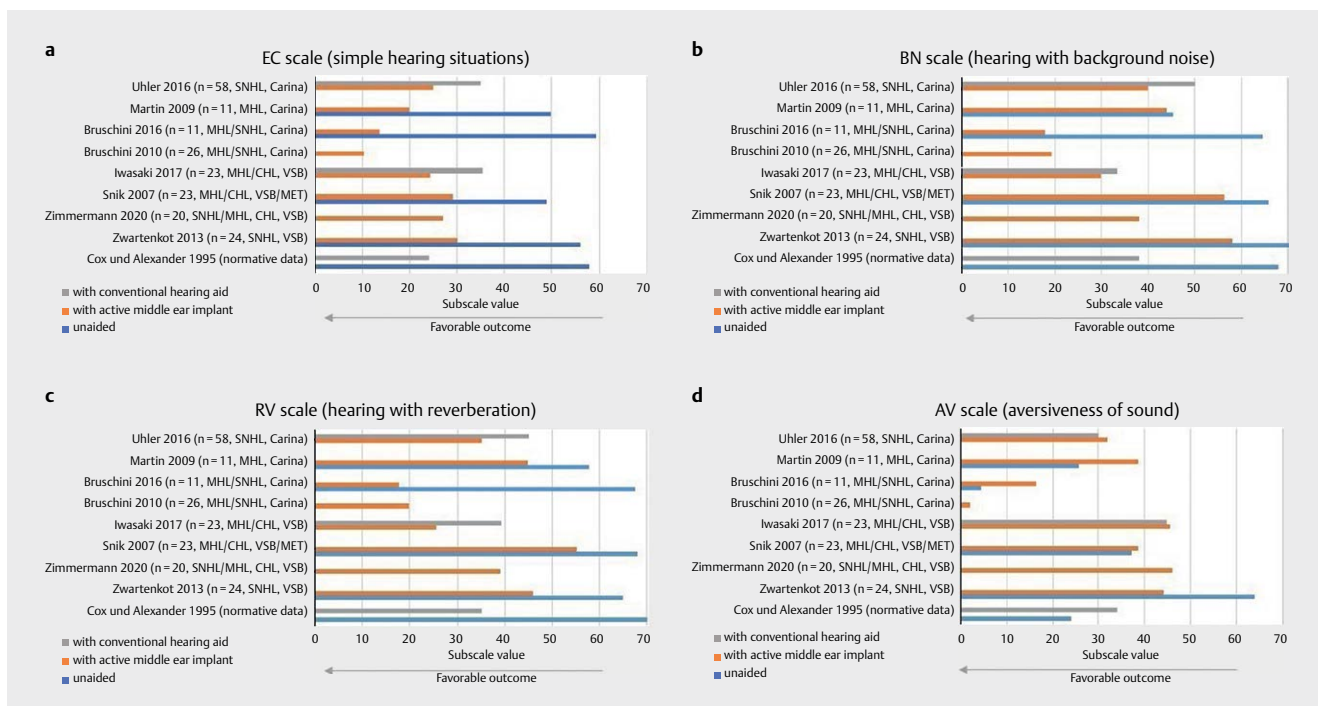 a
EC scale (simple hearing situations)
Uhler 2016 (n = 58, SNHL, Carina)
Martin 2009 (n = 11, MHL, Carina)
Bruschini 2016 (n = 11, MHL/SNHL, Carina)
Bruschini 2010 (n = 26, MHL/SNHL, Carina)
Iwasaki 2017 (n = 23, MHL/CHL, VSB)
Snik 2007 (n = 23, MHL/CHL, VSB/MET)
Zimmermann 2020 (n = 20, SNHL/MHL, CHL, VSB)
Zwartenkot 2013 (n = 24, SNHL, VSB)
Cox und Alexander 1995 (normative data)
0 10 20 30 40 50 60 70
Subscale value
with conventional hearing aid
with active middle ear implant
unaided
Favorable outcome
b
BN scale (hearing with background noise)
Uhler 2016 (n = 58, SNHL, Carina)
Martin 2009 (n = 11, MHL, Carina)
Bruschini 2016 (n = 11, MHL/SNHL, Carina)
Bruschini 2010 (n = 26, MHL/SNHL, Carina)
Iwasaki 2017 (n = 23, MHL/CHL, VSB)
Snik 2007 (n = 23, MHL/CHL, VSB/MET)
Zimmermann 2020 (n = 20, SNHL/MHL, CHL, VSB)
Zwartenkot 2013 (n = 24, SNHL, VSB)
Cox und Alexander 1995 (normative data)
0 10 20 30 40 50 60 70
Subscale value
with conventional hearing aid
with active middle ear implant
unaided
Favorable outcome
c
RV scale (hearing with reverberation)
Uhler 2016 (n = 58, SNHL, Carina)
Martin 2009 (n = 11, MHL, Carina)
Bruschini 2016 (n = 11, MHL/SNHL, Carina)
Bruschini 2010 (n = 26, MHL/SNHL, Carina)
Iwasaki 2017 (n = 23, MHL/CHL, VSB)
Snik 2007 (n = 23, MHL/CHL, VSB/MET)
Zimmermann 2020 (n = 20, SNHL/MHL, CHL, VSB)
Zwartenkot 2013 (n = 24, SNHL, VSB)
Cox und Alexander 1995 (normative data)
0 10 20 30 40 50 60 70
Subscale value
with conventional hearing aid
with active middle ear implant
unaided
Favorable outcome
d
AV scale (aversiveness of sound)
Uhler 2016 (n = 58, SNHL, Carina)
Martin 2009 (n = 11, MHL, Carina)
Bruschini 2016 (n = 11, MHL/SNHL, Carina)
Bruschini 2010 (n = 26, MHL/SNHL, Carina)
Iwasaki 2017 (n = 23, MHL/CHL, VSB)
Snik 2007 (n = 23, MHL/CHL, VSB/MET)
Zimmermann 2020 (n = 20, SNHL/MHL, CHL, VSB)
Zwartenkot 2013 (n = 24, SNHL, VSB)
Cox und Alexander 1995 (normative data)
0 10 20 30 40 50 60 70
Subscale value
with conventional hearing aid
with active middle ear implant
unaided
Favorable outcome